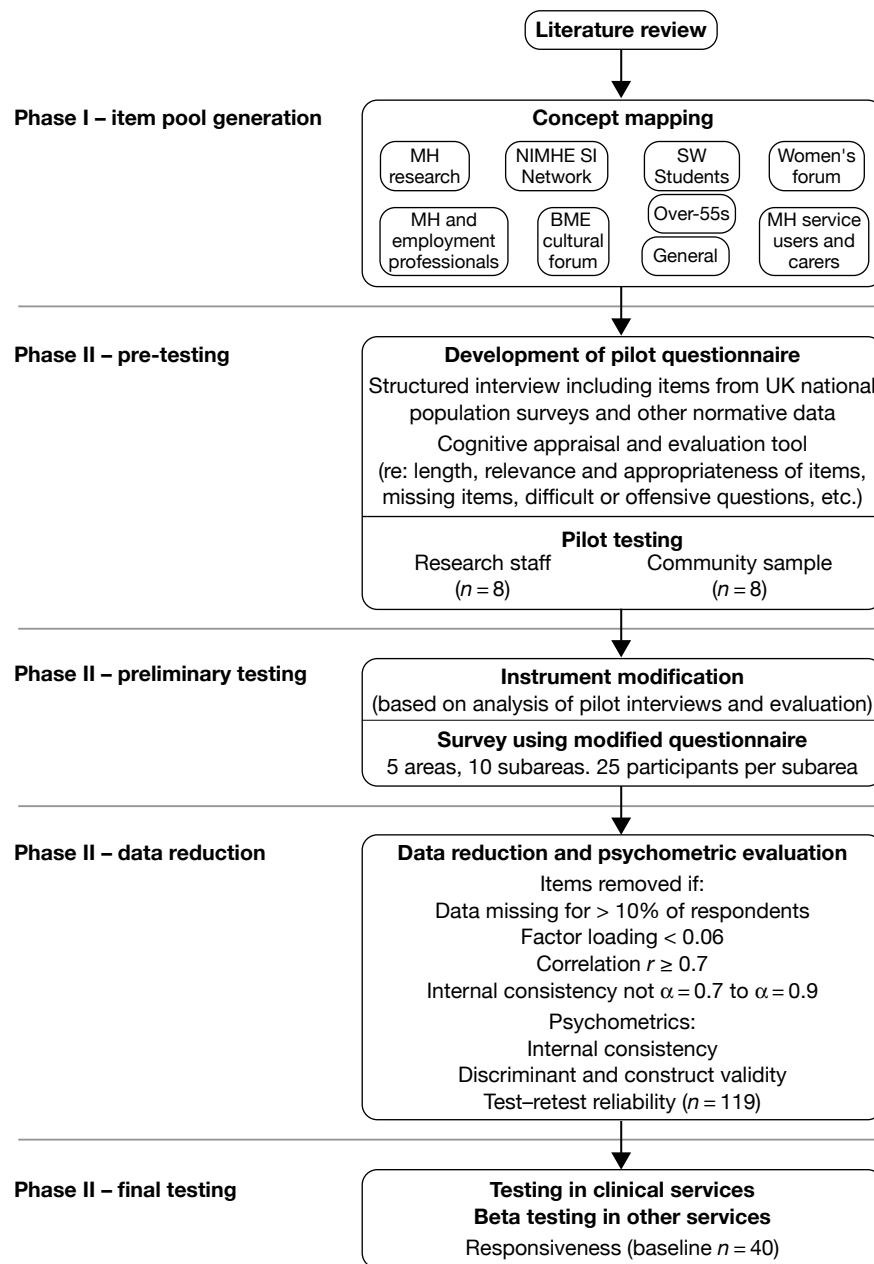 Literature review
Phase I – item pool generation
Concept mapping
MH
research
NIMHE SI
Network
SW
Students
Women's
forum
MH and
employment
professionals
BME
cultural
forum
Over-55s
General
MH service
users and
carers
Phase II – pre-testing
Development of pilot questionnaire
Structured interview including items from UK national
population surveys and other normative data
Cognitive appraisal and evaluation tool
(re: length, relevance and appropriateness of items,
missing items, difficult or offensive questions, etc.)
Pilot testing
Research staff
(n = 8)
Community sample
(n = 8)
Phase II – preliminary testing
Instrument modification
(based on analysis of pilot interviews and evaluation)
Survey using modified questionnaire
5 areas, 10 subareas. 25 participants per subarea
Phase II – data reduction
Data reduction and psychometric evaluation
Items removed if:
Data missing for > 10% of respondents
Factor loading < 0.06
Correlation r ≥ 0.7
Internal consistency not α = 0.7 to α = 0.9
Psychometrics:
Internal consistency
Discriminant and construct validity
Test–retest reliability (n = 119)
Phase II – final testing
Testing in clinical services
Beta testing in other services
Responsiveness (baseline n = 40)